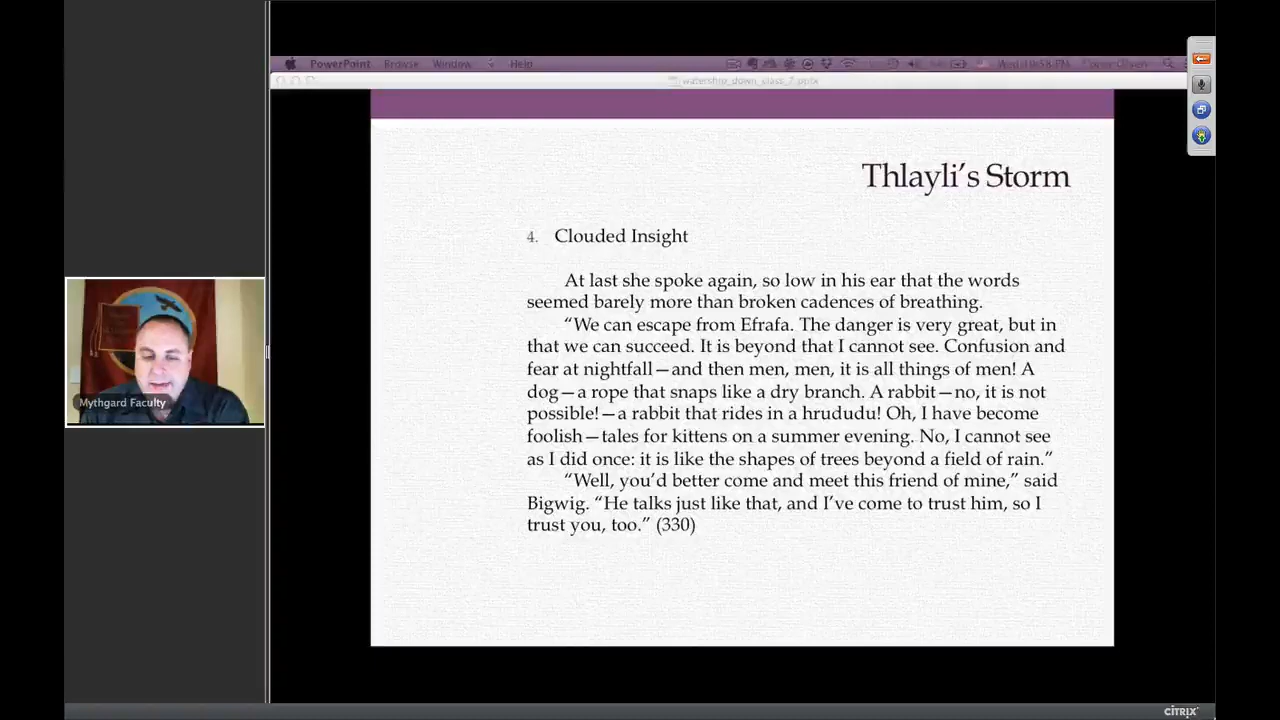 PowerPoint Browse Window Help
watership_down_class_7.pptx
Thlayli's Storm
4. Clouded Insight
At last she spoke again, so low in his ear that the words
seemed barely more than broken cadences of breathing.
“We can escape from Efrafa. The danger is very great, but in
that we can succeed. It is beyond that I cannot see. Confusion and
fear at nightfall—and then men, men, it is all things of men! A
dog—a rope that snaps like a dry branch. A rabbit—no, it is not
possible!—a rabbit that rides in a hrududu! Oh, I have become
foolish—tales for kittens on a summer evening. No, I cannot see
as I did once: it is like the shapes of trees beyond a field of rain.”
“Well, you’d better come and meet this friend of mine,” said
Bigwig. “He talks just like that, and I’ve come to trust him, so I
trust you, too.” (330)
Mythgard Faculty
CITRIX